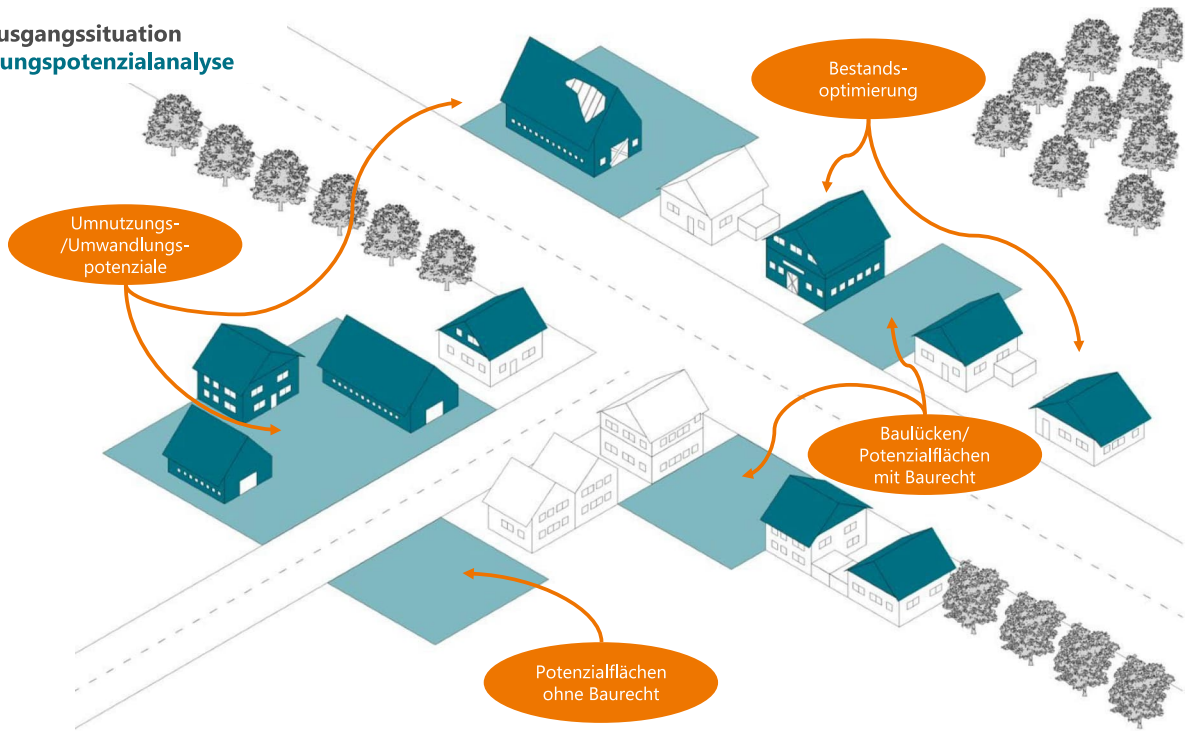 usgangssituation
ungspotenzialanalyse
Bestands-
optimierung
Umnutzungs-
/Umwandlungs-
potenziale
Baulücken/
Potenzialflächen
mit Baurecht
Potenzialflächen
ohne Baurecht